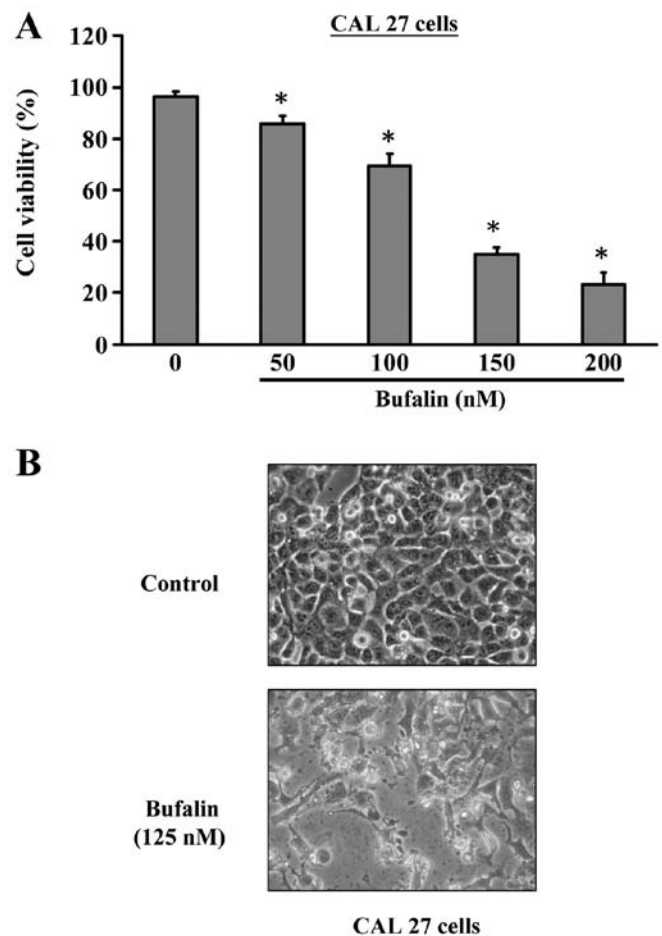 A
CAL 27 cells
Cell viability (%)
120
100
80
60
40
20
0
* * * *
0 50 100 150 200
Bufalin (nM)
B
Control
Bufalin
(125 nM)
CAL 27 cells